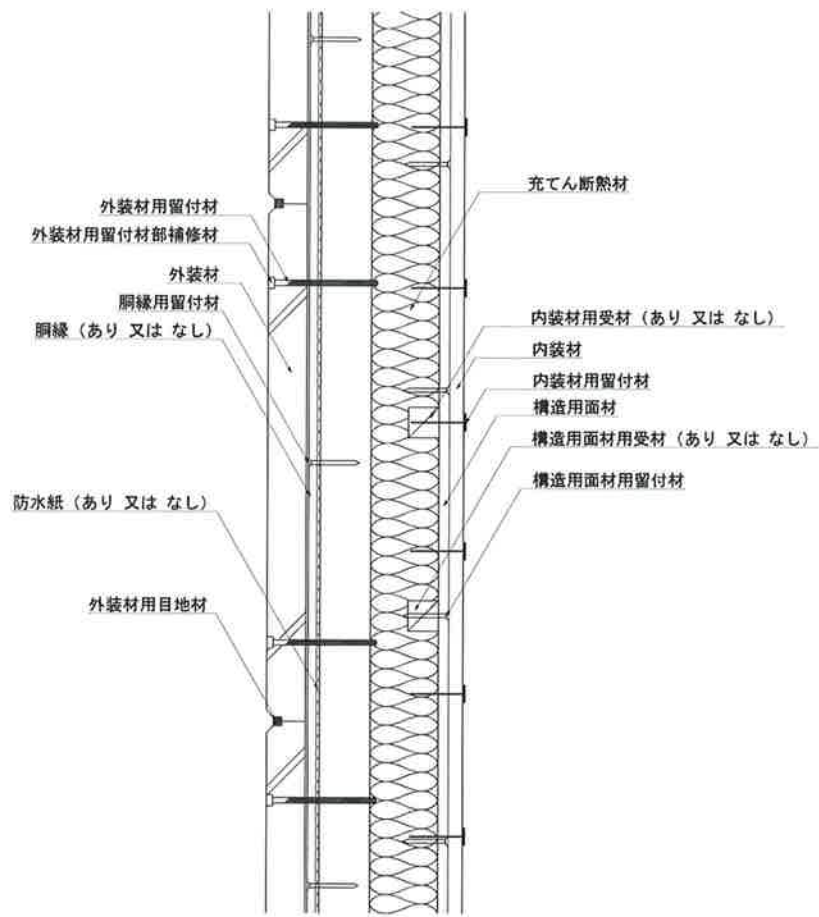 外装材用留付材
外装材用留付材部補修材
外装材
胴縁用留付材
胴縁（あり 又は なし）
防水紙（あり 又は なし）
外装材用目地材
充てん断熱材
内装材用受材（あり 又は なし）
内装材
内装材用留付材
構造用面材
構造用面材用受材（あり 又は なし）
構造用面材用留付材